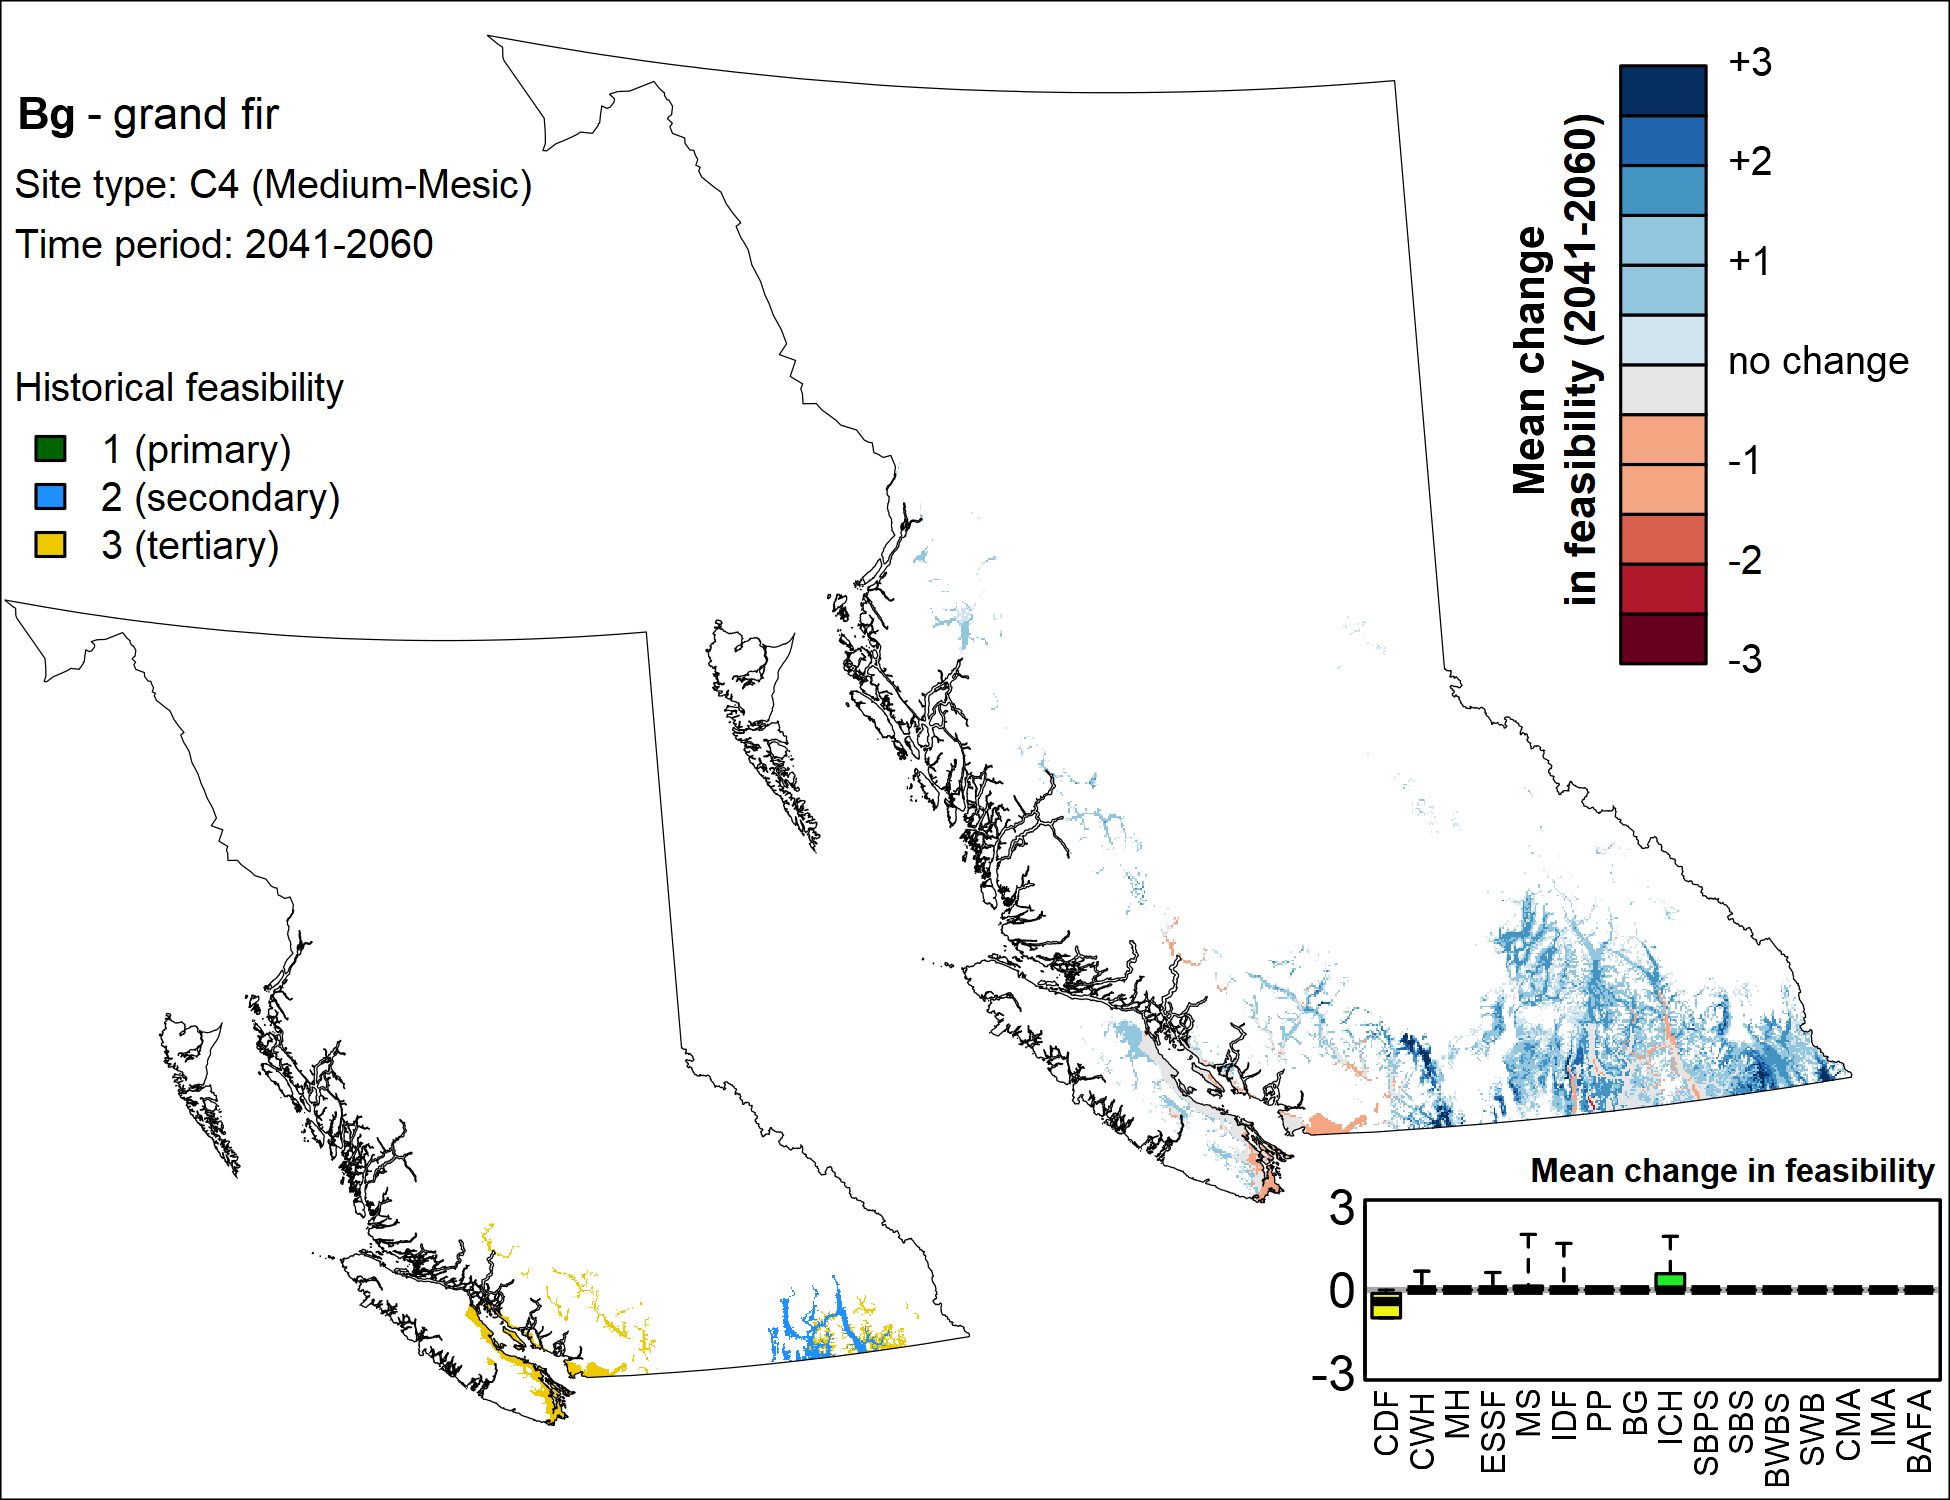 Bg - grand fir
Site type: C4 (Medium-Mesic)
Time period: 2041-2060
Historical feasibility
1 (primary)
2 (secondary)
3 (tertiary)
Mean change
in feasibility (2041-2060)
+3
+2
+1
no change
-1
-2
-3
Mean change in feasibility
3
0
-3
CDF
CWH
MH
ESSF
MS
IDF
PP
BG
ICH
SBPS
SBS
BWBS
SWB
CMA
IMA
BAFA